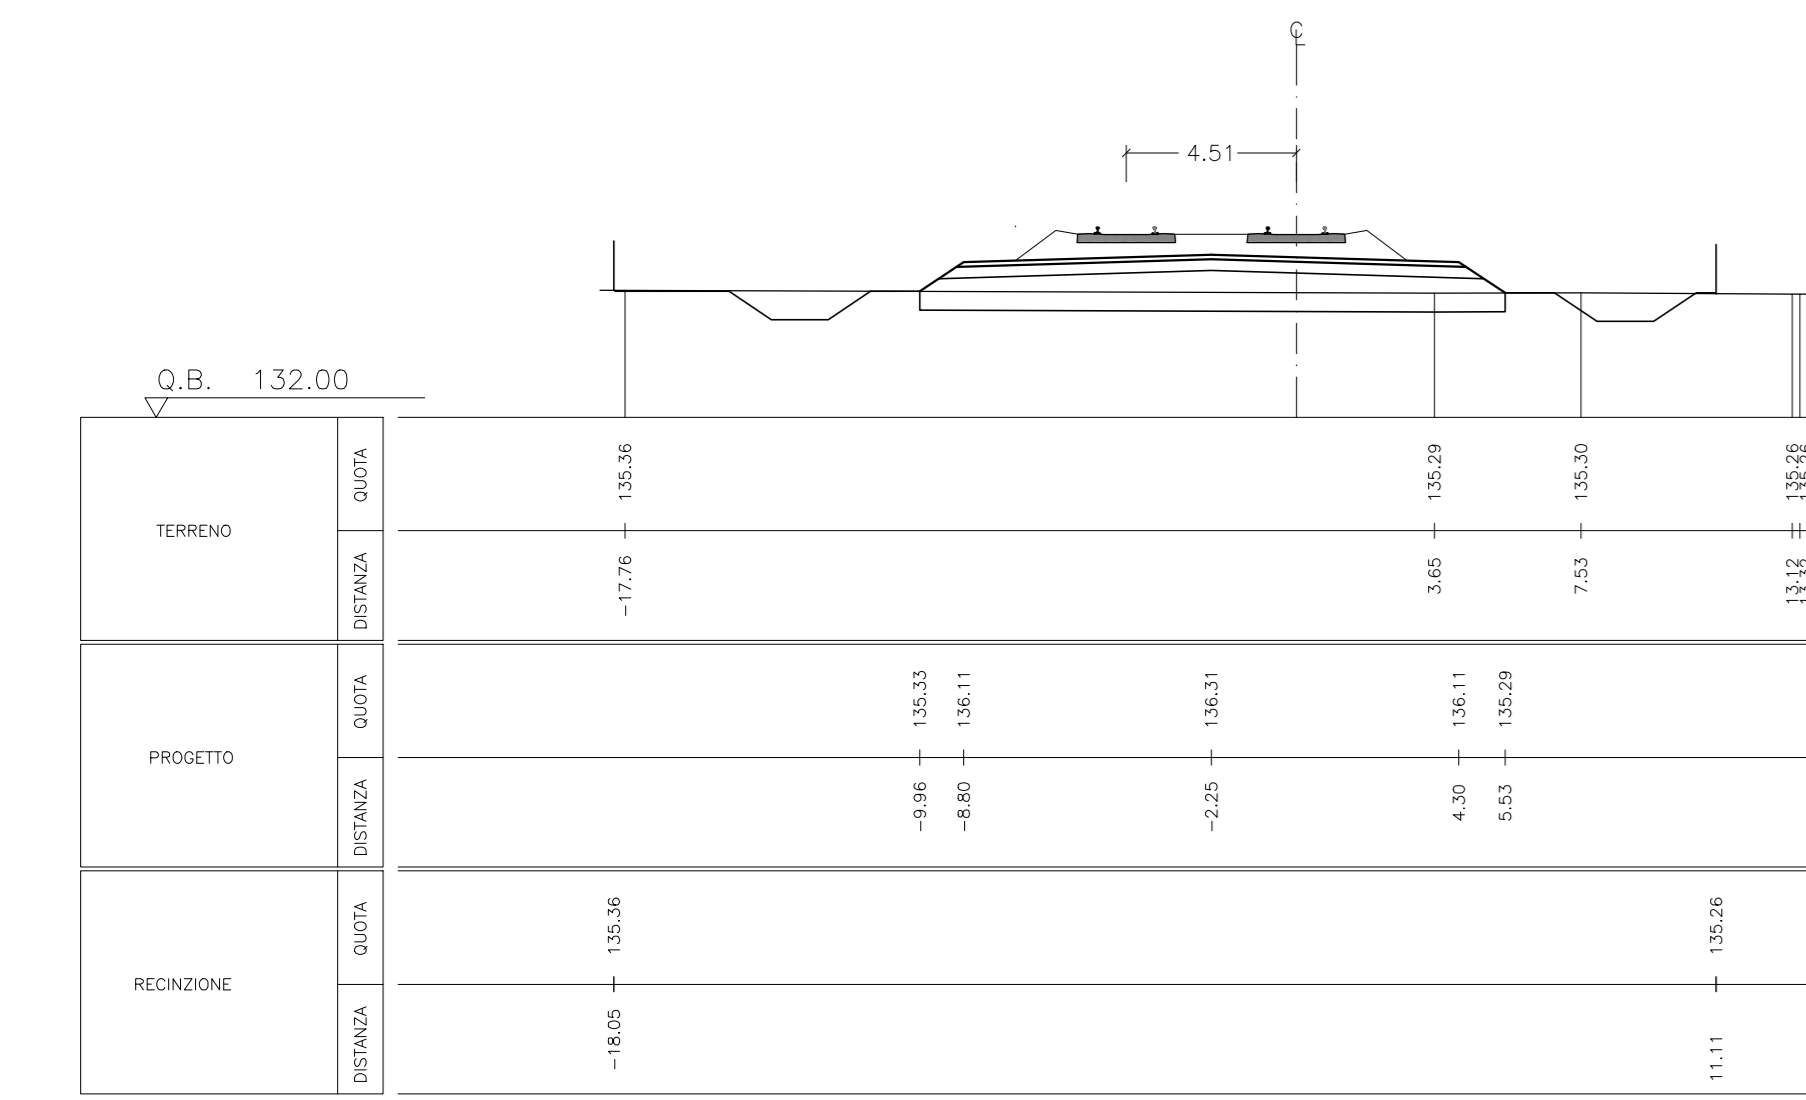 ℄
4.51
Q.B. 132.00
TERRENO
QUOTA
135.36 135.29 135.30 135.26
DISTANZA
-17.76 3.65 7.53 13.12
PROGETTO
QUOTA
135.33 136.11 136.31 136.11 135.29
DISTANZA
-9.96 -8.80 -2.25 4.30 5.53
RECINZIONE
QUOTA
135.36 135.26
DISTANZA
-18.05 11.11